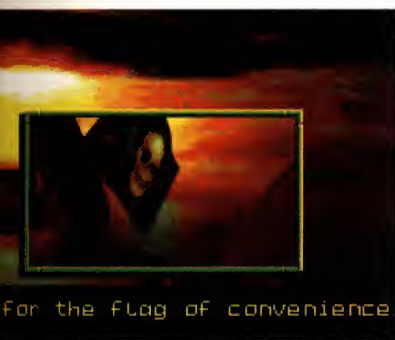 for the flag of convenience